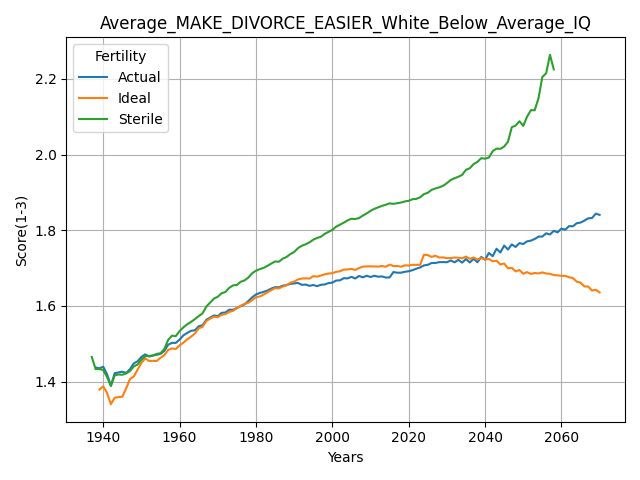 Average_MAKE_DIVORCE_EASIER_White_Below_Average_IQ
Fertility
Actual
Ideal
Sterile
Score(1-3)
2.2
2.0
1.8
1.6
1.4
1940 1960 1980 2000 2020 2040 2060
Years